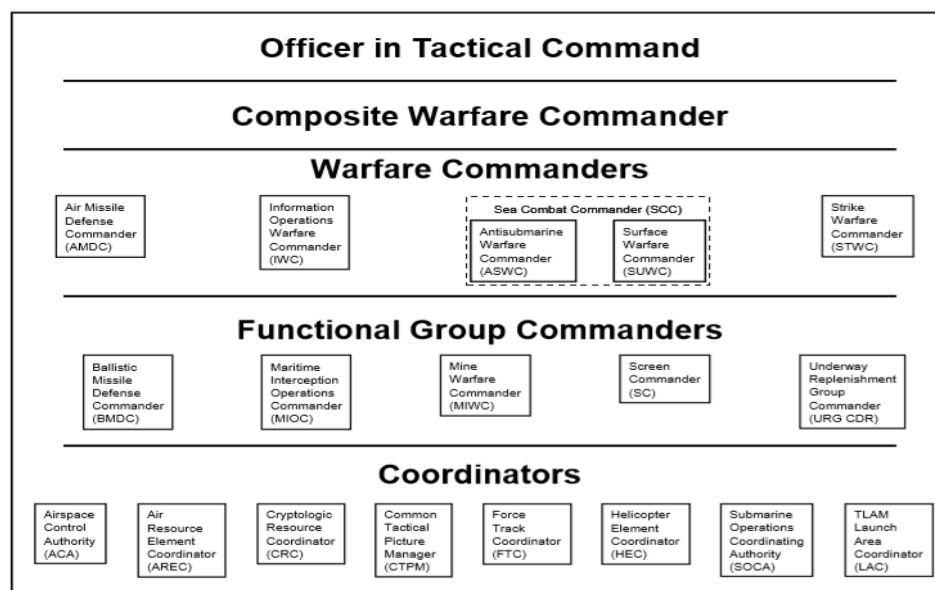 Officer in Tactical Command
Composite Warfare Commander
Warfare Commanders
Air Missile
Defense
Commander
(AMDC)
Information
Operations
Warfare
Commander
(IWC)
Sea Combat Commander (SCC)
Antisubmarine
Warfare
Commander
(ASWC)
Surface
Warfare
Commander
(SUWC)
Strike
Warfare
Commander
(STWC)
Functional Group Commanders
Ballistic
Missile
Defense
Commander
(BMDC)
Maritime
Interception
Operations
Commander
(MIOC)
Mine
Warfare
Commander
(MIWC)
Screen
Commander
(SC)
Underway
Replenishment
Group
Commander
(URG CDR)
Coordinators
Airspace
Control
Authority
(ACA)
Air
Resource
Element
Coordinator
(AREC)
Cryptologic
Resource
Coordinator
(CRC)
Common
Tactical
Picture
Manager
(CTPM)
Force
Track
Coordinator
(FTC)
Helicopter
Element
Coordinator
(HEC)
Submarine
Operations
Coordinating
Authority
(SOCA)
TLAM
Launch
Area
Coordinator
(LAC)